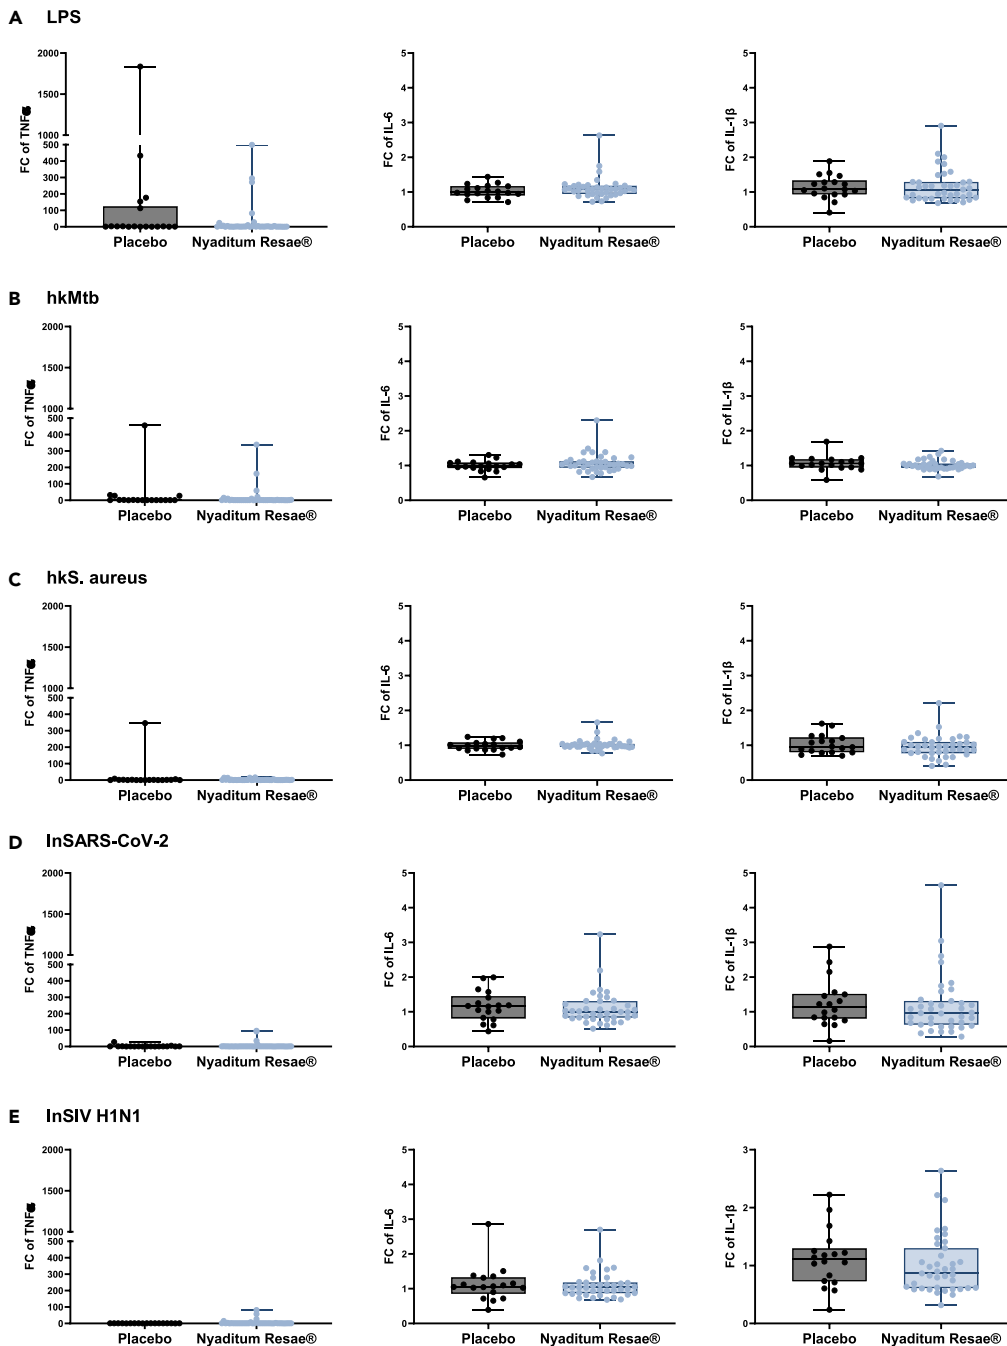 A LPS
FC of TNFα
2000
1500
1000
500
400
300
200
100
0
Placebo Nyaditum Resae®
FC of IL-6
5
4
3
2
1
0
Placebo Nyaditum Resae®
FC of IL-1β
5
4
3
2
1
0
Placebo Nyaditum Resae®
B hkMtb
FC of TNFα
2000
1500
1000
500
400
300
200
100
0
Placebo Nyaditum Resae®
FC of IL-6
5
4
3
2
1
0
Placebo Nyaditum Resae®
FC of IL-1β
5
4
3
2
1
0
Placebo Nyaditum Resae®
C hkS. aureus
FC of TNFα
2000
1500
1000
500
400
300
200
100
0
Placebo Nyaditum Resae®
FC of IL-6
5
4
3
2
1
0
Placebo Nyaditum Resae®
FC of IL-1β
5
4
3
2
1
0
Placebo Nyaditum Resae®
D InSARS-CoV-2
FC of TNFα
2000
1500
1000
500
400
300
200
100
0
Placebo Nyaditum Resae®
FC of IL-6
5
4
3
2
1
0
Placebo Nyaditum Resae®
FC of IL-1β
5
4
3
2
1
0
Placebo Nyaditum Resae®
E InSIV H1N1
FC of TNFα
2000
1500
1000
500
400
300
200
100
0
Placebo Nyaditum Resae®
FC of IL-6
5
4
3
2
1
0
Placebo Nyaditum Resae®
FC of IL-1β
3
2
1
0
Placebo Nyaditum Resae®